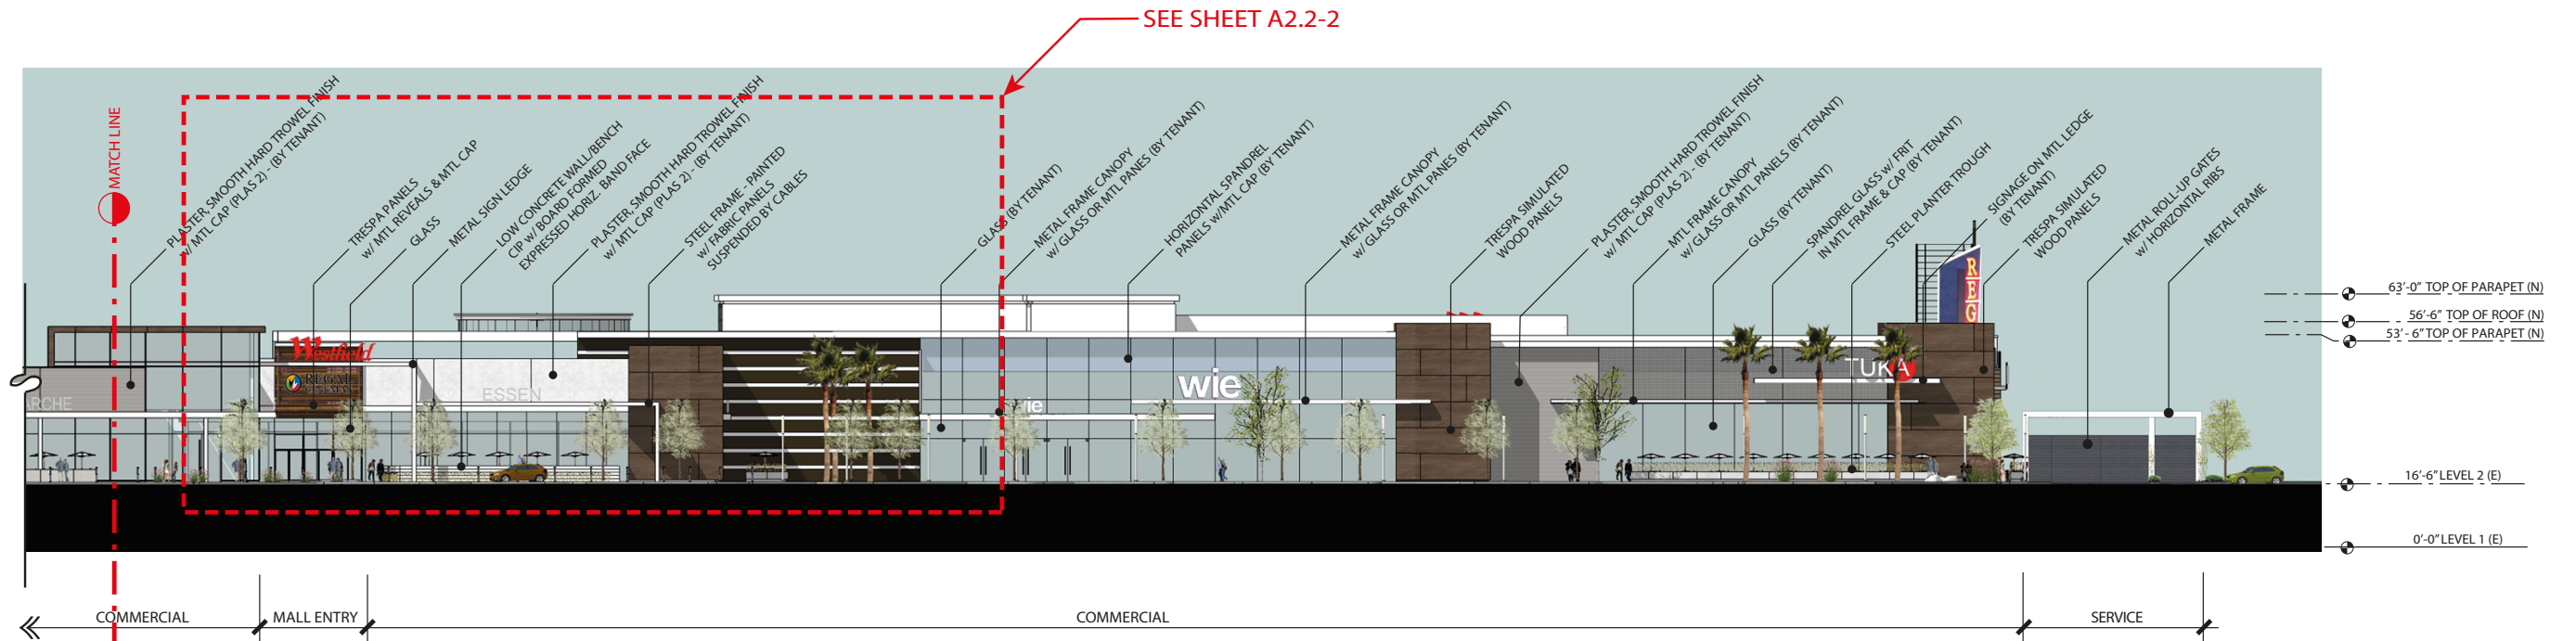 SEE SHEET A2.2-2
MATCH LINE
PLASTER, SMOOTH HARD TROWEL FINISH
w/ MTL CAP (PLAS 2) - (BY TENANT)
TRESPA PANELS
w/ MTL REVEALS & MTL CAP
GLASS
METAL SIGN LEDGE
LOW CONCRETE WALL/BENCH
CIP w/ BOARD FORMED
EXPRESSED HORIZ. BAND FACE
PLASTER, SMOOTH HARD TROWEL FINISH
w/ MTL CAP (PLAS 2) - (BY TENANT)
STEEL FRAME - PAINTED
w/ FABRIC PANELS
SUSPENDED BY CABLES
GLASS (BY TENANT)
METAL FRAME CANOPY
w/ GLASS OR MTL PANES (BY TENANT)
HORIZONTAL SPANDREL
PANELS w/MTL CAP (BY TENANT)
METAL FRAME CANOPY
w/ GLASS OR MTL PANES (BY TENANT)
TRESPA SIMULATED
WOOD PANELS
PLASTER, SMOOTH HARD TROWEL FINISH
w/ MTL CAP (PLAS 2) - (BY TENANT)
MTL FRAME CANOPY
w/ GLASS OR MTL PANELS (BY TENANT)
GLASS (BY TENANT)
SPANDREL GLASS w/ FRIT
IN MTL FRAME & CAP (BY TENANT)
STEEL PLANTER TROUGH
SIGNAGE ON MTL LEDGE
(BY TENANT)
TRESPA SIMULATED
WOOD PANELS
METAL ROLL-UP GATES
w/ HORIZONTAL RIBS
METAL FRAME
REG
63'-0" TOP OF PARAPET (N)
56'-6" TOP OF ROOF (N)
53'- 6" TOP OF PARAPET (N)
Westfield
REGAL
ARCHE
ESSEN
wie
wie
TUKA
16'-6" LEVEL 2 (E)
0'-0" LEVEL 1 (E)
COMMERCIAL
MALL ENTRY
COMMERCIAL
SERVICE